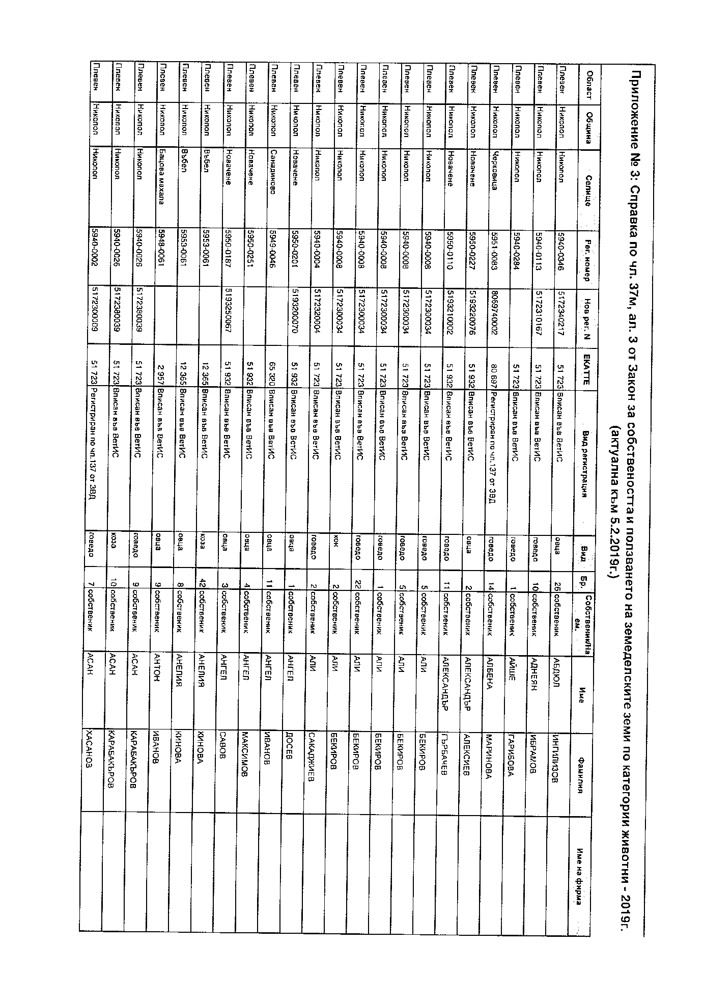 Приложение № 3: Справка по чл. 37м, ал. 3 от Закон за собствеността и ползването на земеделските земи по категории животни - 2019г.
(актуална към 5.2.2019г.)
Област Община Селище Рег. номер Нов рег. N ЕКАТТЕ Вид регистрация Вид Бр. Собственик/Наем. Име Фамилия Име на фирма
Плевен Никопол Никопол 5940-0346 5172340217 51 723 Вписан във ВетИС овца 26 собственик АБДЮЛ ИНГИЛИЗОВ
Плевен Никопол Никопол 5940-0113 5172310167 51 723 Вписан във ВетИС говедо 10 собственик АДНЕЯН ИБРАМОВ
Плевен Никопол Никопол 5940-0284 51 723 Вписан във ВетИС говедо 1 собственик АЙШЕ ГАРИБОВА
Плевен Никопол Черковица 5951-0083 8069740002 80 697 Регистриран по чл.137 от ЗВД говедо 14 собственик АЛБЕНА МАРИНОВА
Плевен Никопол Новачене 5950-0227 5193220076 51 932 Вписан във ВетИС овца 2 собственик АЛЕКСАНДЪР АЛЕКСИЕВ
Плевен Никопол Новачене 5950-0110 5193210002 51 932 Вписан във ВетИС говедо 11 собственик АЛЕКСАНДЪР ГЪРБАЧЕВ
Плевен Никопол Никопол 5940-0008 5172300034 51 723 Вписан във ВетИС говедо 5 собственик АЛИ БЕКИРОВ
Плевен Никопол Никопол 5940-0008 5172300034 51 723 Вписан във ВетИС говедо 5 собственик АЛИ БЕКИРОВ
Плевен Никопол Никопол 5940-0008 5172300034 51 723 Вписан във ВетИС говедо 1 собственик АЛИ БЕКИРОВ
Плевен Никопол Никопол 5940-0008 5172300034 51 723 Вписан във ВетИС говедо 22 собственик АЛИ БЕКИРОВ
Плевен Никопол Никопол 5940-0008 5172300034 51 723 Вписан във ВетИС кон 2 собственик АЛИ БЕКИРОВ
Плевен Никопол Никопол 5940-0004 5172320004 51 723 Вписан във ВетИС говедо 2 собственик АЛИ САКАДЖИЕВ
Плевен Никопол Новачене 5950-0201 5193200070 51 932 Вписан във ВетИС овца 1 собственик АНГЕЛ ДОСЕВ
Плевен Никопол Санадиново 5949-0046 65 320 Вписан във ВетИС овца 11 собственик АНГЕЛ ИВАНОВ
Плевен Никопол Новачене 5950-0251 51 932 Вписан във ВетИС овца 4 собственик АНГЕЛ МАКСИМОВ
Плевен Никопол Новачене 5950-0187 5193250067 51 932 Вписан във ВетИС овца 3 собственик АНГЕЛ САВОВ
Плевен Никопол Въбел 5953-0061 12 365 Вписан във ВетИС коза 42 собственик АНЕЛИЯ КИНОВА
Плевен Никопол Въбел 5953-0061 12 365 Вписан във ВетИС овца 8 собственик АНЕЛИЯ КИНОВА
Плевен Никопол Бацова махала 5948-0061 2 957 Вписан във ВетИС овца 9 собственик АНТОН ИВАНОВ
Плевен Никопол Никопол 5940-0026 5172380039 51 723 Вписан във ВетИС говедо 9 собственик АСАН КАРАБАКЪРОВ
Плевен Никопол Никопол 5940-0026 5172380039 51 723 Вписан във ВетИС коза 10 собственик АСАН КАРАБАКЪРОВ
Плевен Никопол Никопол 5940-0002 5172300009 51 723 Регистриран по чл.137 от ЗВД говедо 7 собственик АСАН ХАСАНОВ